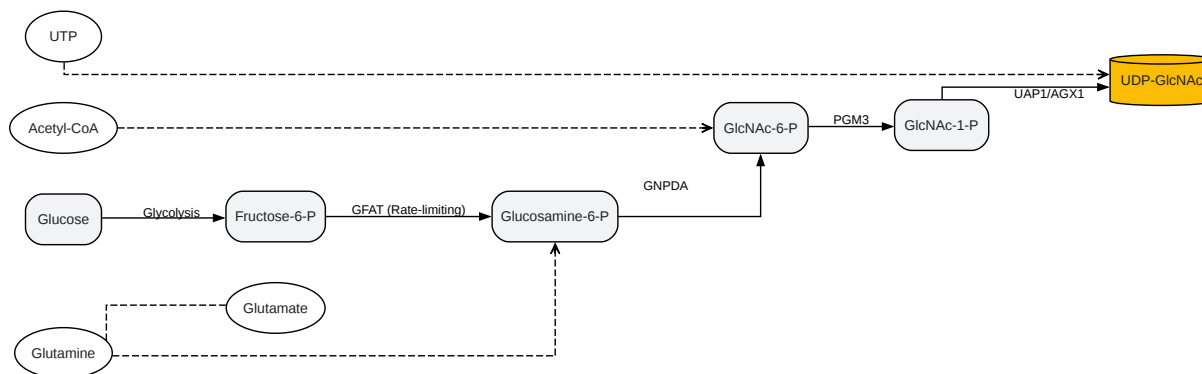 UTP
UDP-GlcNAc
UAP1/AGX1
Acetyl-CoA
GlcNAc-6-P
PGM3
GlcNAc-1-P
GNPDA
Glucose
Glycolysis
Fructose-6-P
GFAT (Rate-limiting)
Glucosamine-6-P
Glutamate
Glutamine